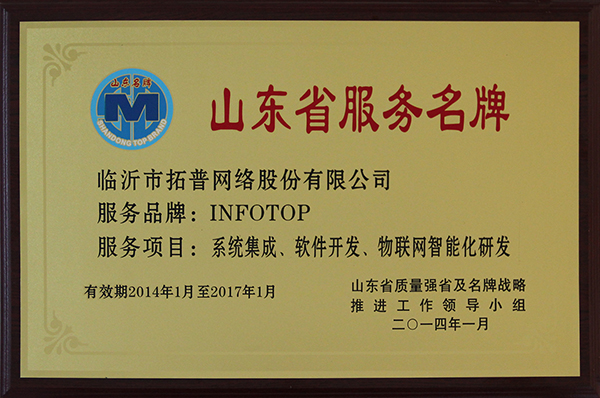 山东名牌
M
SHANDONG TOP BRAND
山东省服务名牌
临沂市拓普网络股份有限公司
服务品牌：INFOTOP
服务项目：系统集成、软件开发、物联网智能化研发
有效期2014年1月至2017年1月
山东省质量强省及名牌战略
推进工作领导小组
二〇一四年一月